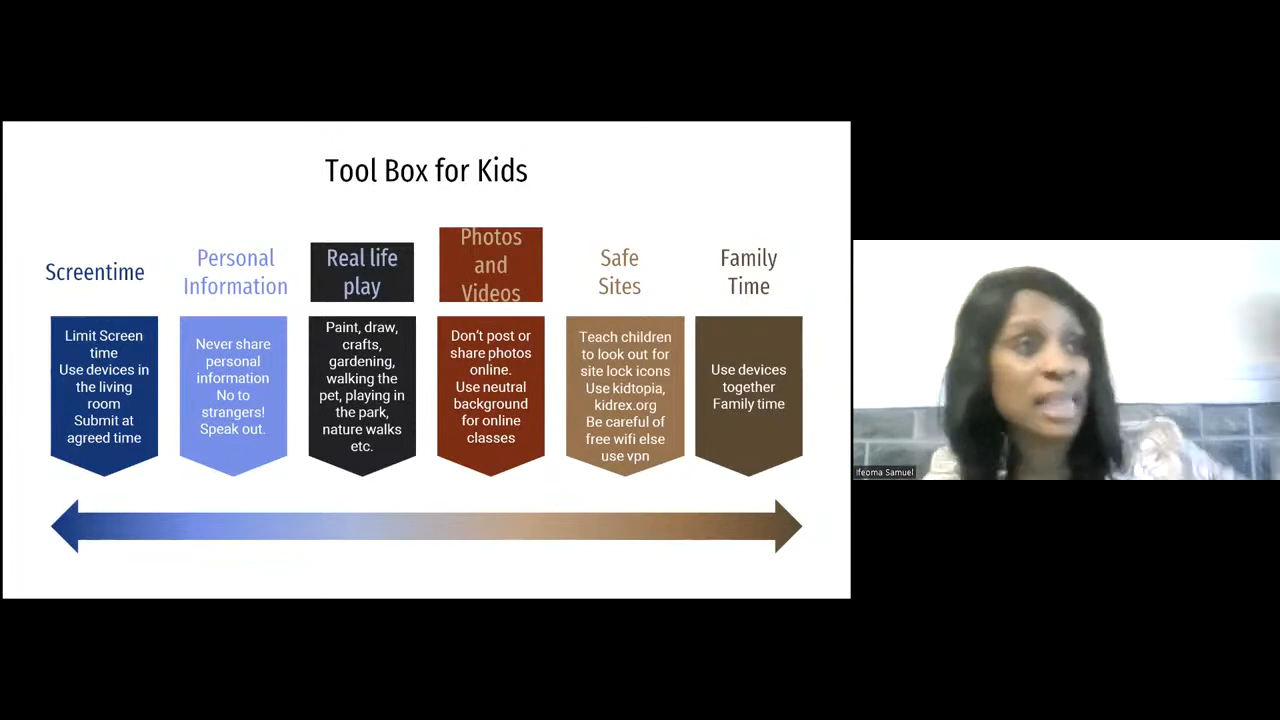 Tool Box for Kids
Screentime
Personal
Information
Real life
play
Photos
and
Videos
Safe
Sites
Family
Time
Limit Screen
time
Use devices in
the living
room
Submit at
agreed time
Never share
personal
information
No to
strangers!
Speak out.
Paint, draw,
crafts,
gardening,
walking the
pet, playing in
the park,
nature walks
etc.
Don't post or
share photos
online.
Use neutral
background
for online
classes
Teach children
to look out for
site lock icons
Use kidtopia,
kidrex.org
Be careful of
free wifi else
use vpn
Use devices
together
Family time
Ifeoma Samuel